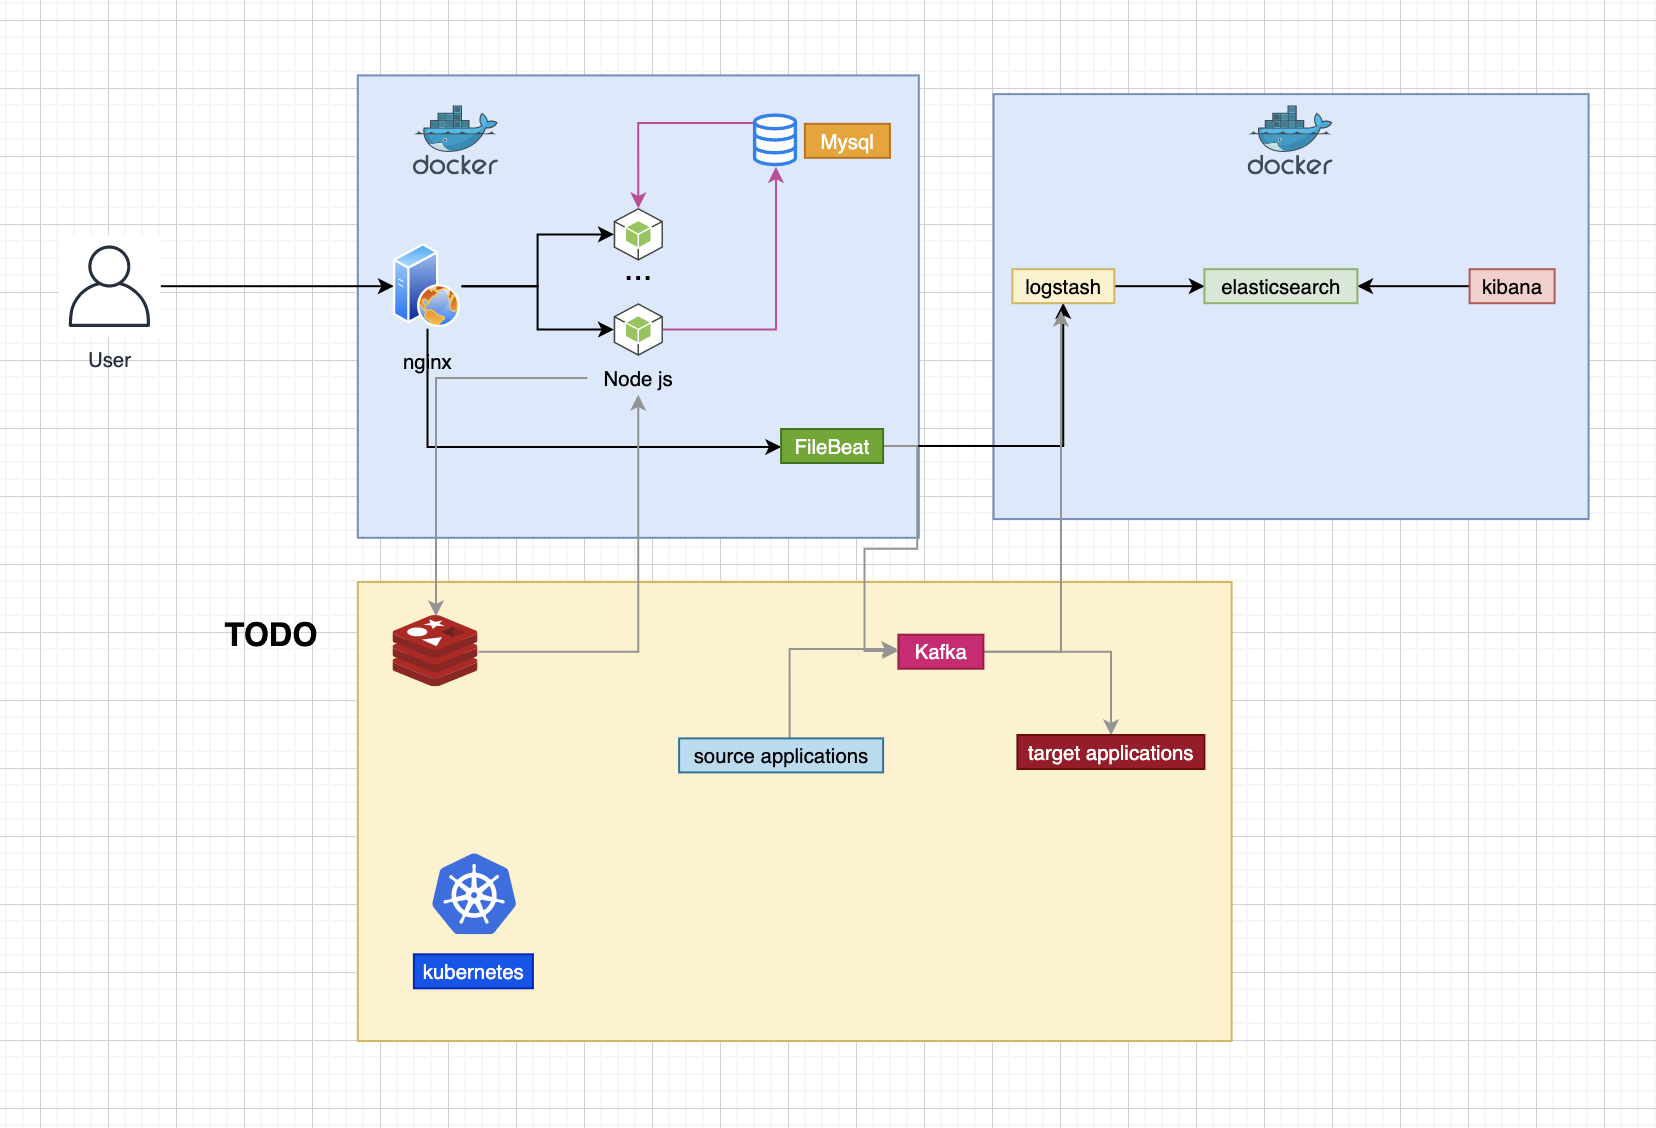 docker
Mysql
docker
User
nginx
...
Node js
FileBeat
logstash
elasticsearch
kibana
TODO
Kafka
source applications
target applications
kubernetes